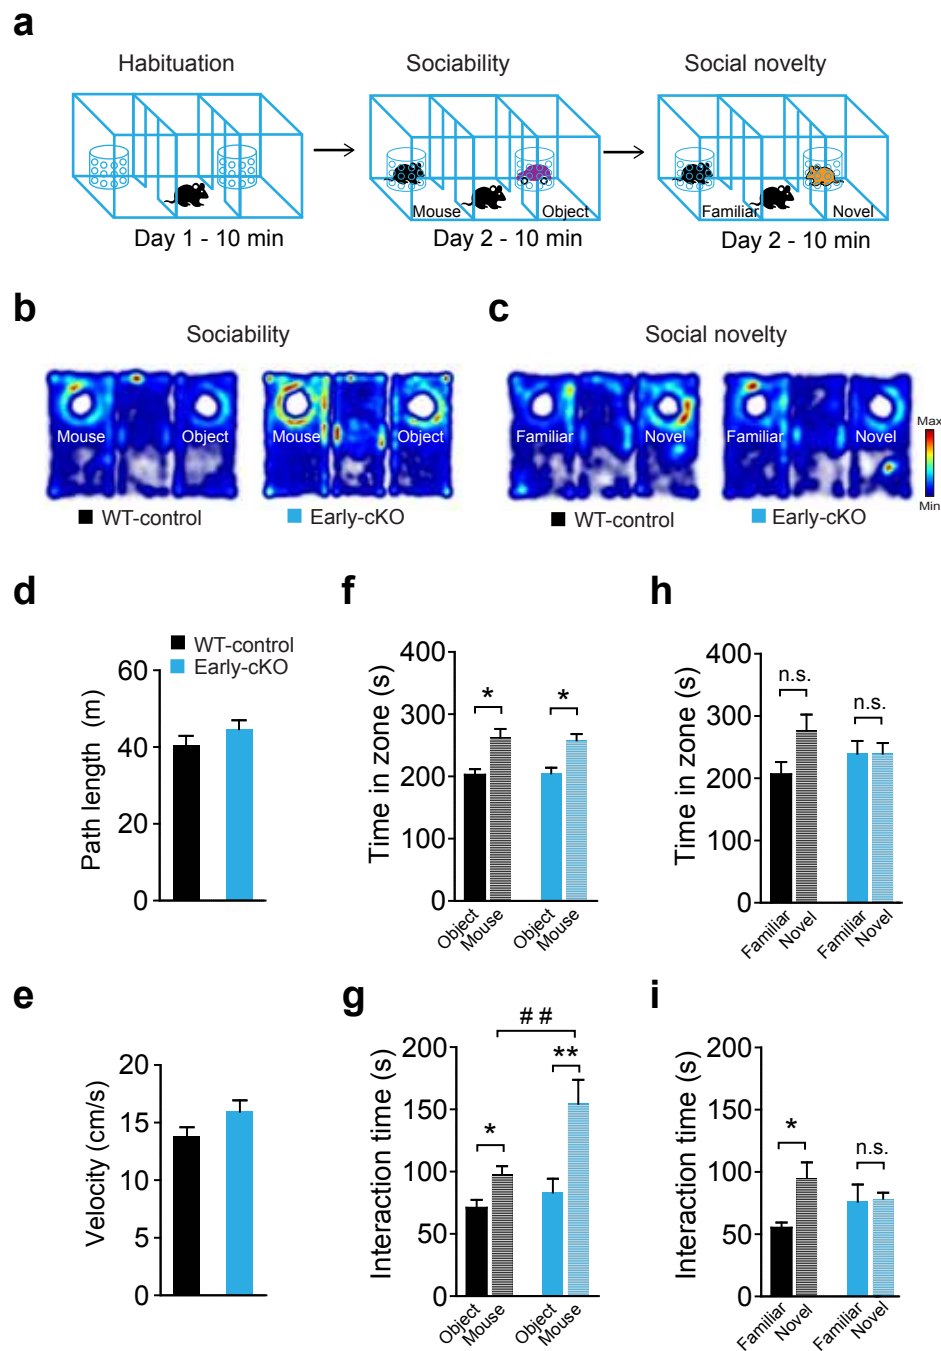 a
Habituation
Sociability
Social novelty
Mouse
Object
Familiar
Novel
Day 1 - 10 min
Day 2 - 10 min
Day 2 - 10 min
b
c
Sociability
Social novelty
Mouse
Object
Mouse
Object
Familiar
Novel
Familiar
Novel
Max
Min
WT-control
Early-cKO
WT-control
Early-cKO
d
WT-control
Early-cKO
Path length (m)
60
40
20
0
f
Time in zone (s)
400
300
200
100
0
*
*
Object
Mouse
Object
Mouse
h
Time in zone (s)
400
300
200
100
0
n.s.
n.s.
Familiar
Novel
Familiar
Novel
e
Velocity (cm/s)
20
15
10
5
0
g
Interaction time (s)
200
150
100
50
0
##
*
**
Object
Mouse
Object
Mouse
i
Interaction time (s)
200
150
100
50
0
*
n.s.
Familiar
Novel
Familiar
Novel